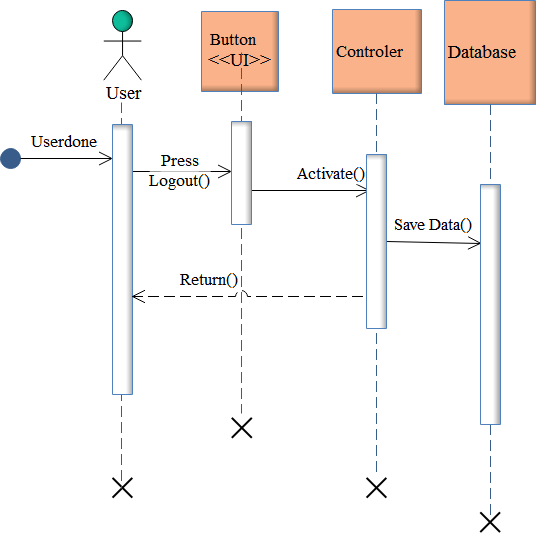 Button
<<UI>>
Controler
Database
User
Userdone
Press
Logout()
Activate()
Save Data()
Return()